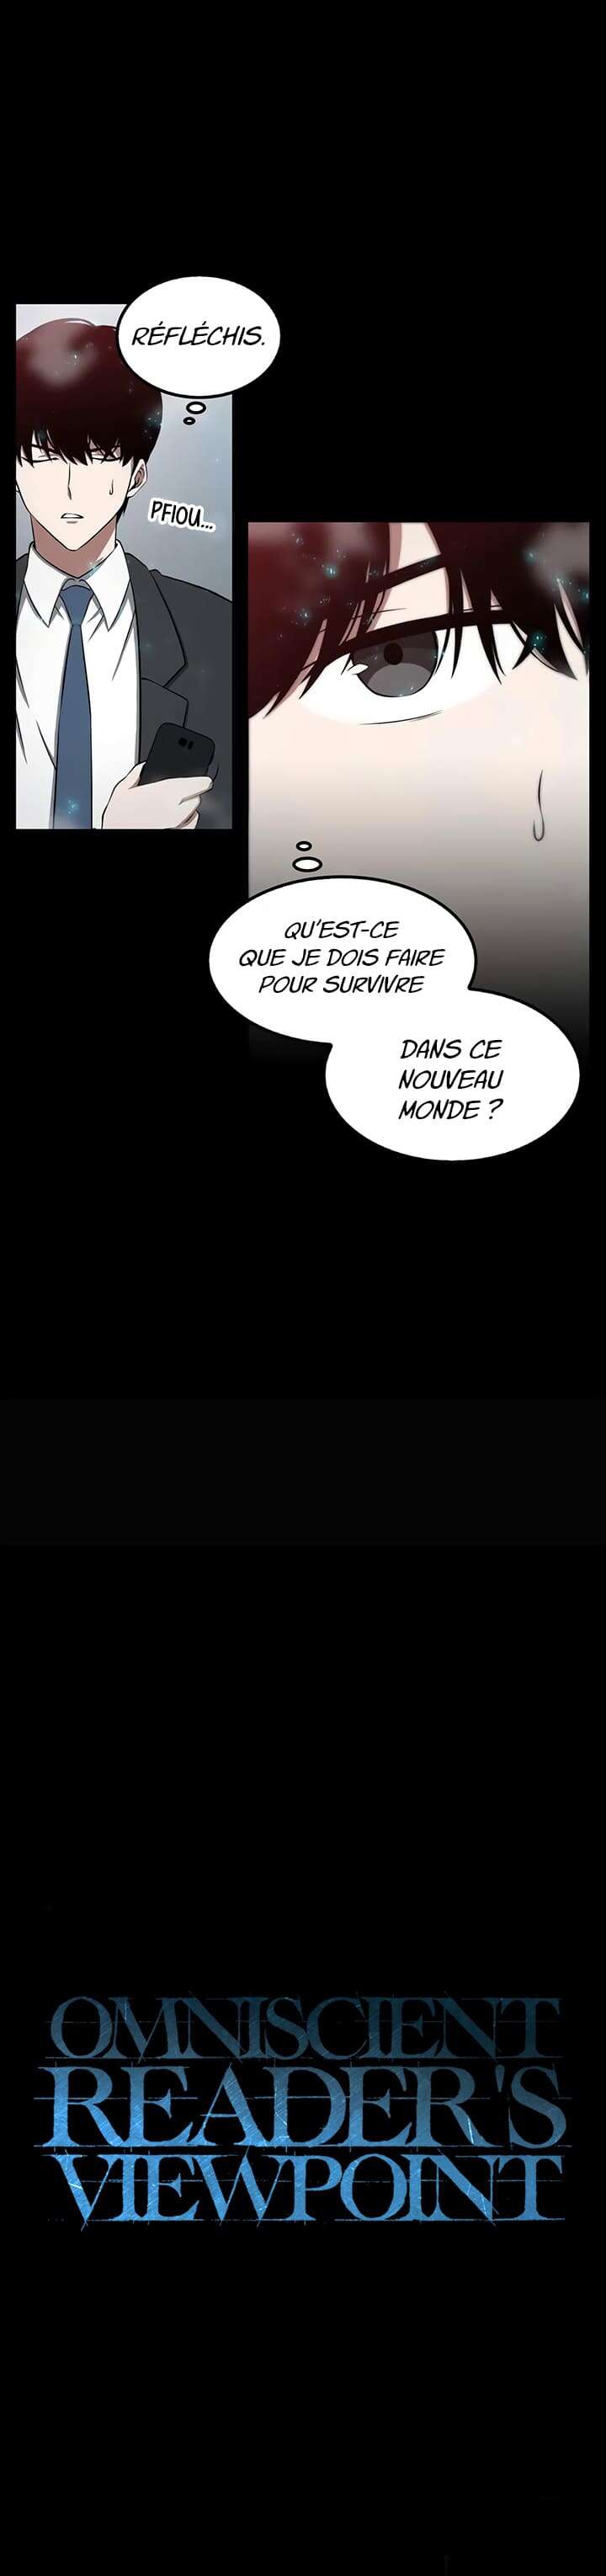 RÉFLÉCHIS.
PFIOU...
QU'EST-CE
QUE JE DOIS FAIRE
POUR SURVIVRE
DANS CE
NOUVEAU
MONDE ?
OMNISCIENT
READER'S
VIEWPOINT